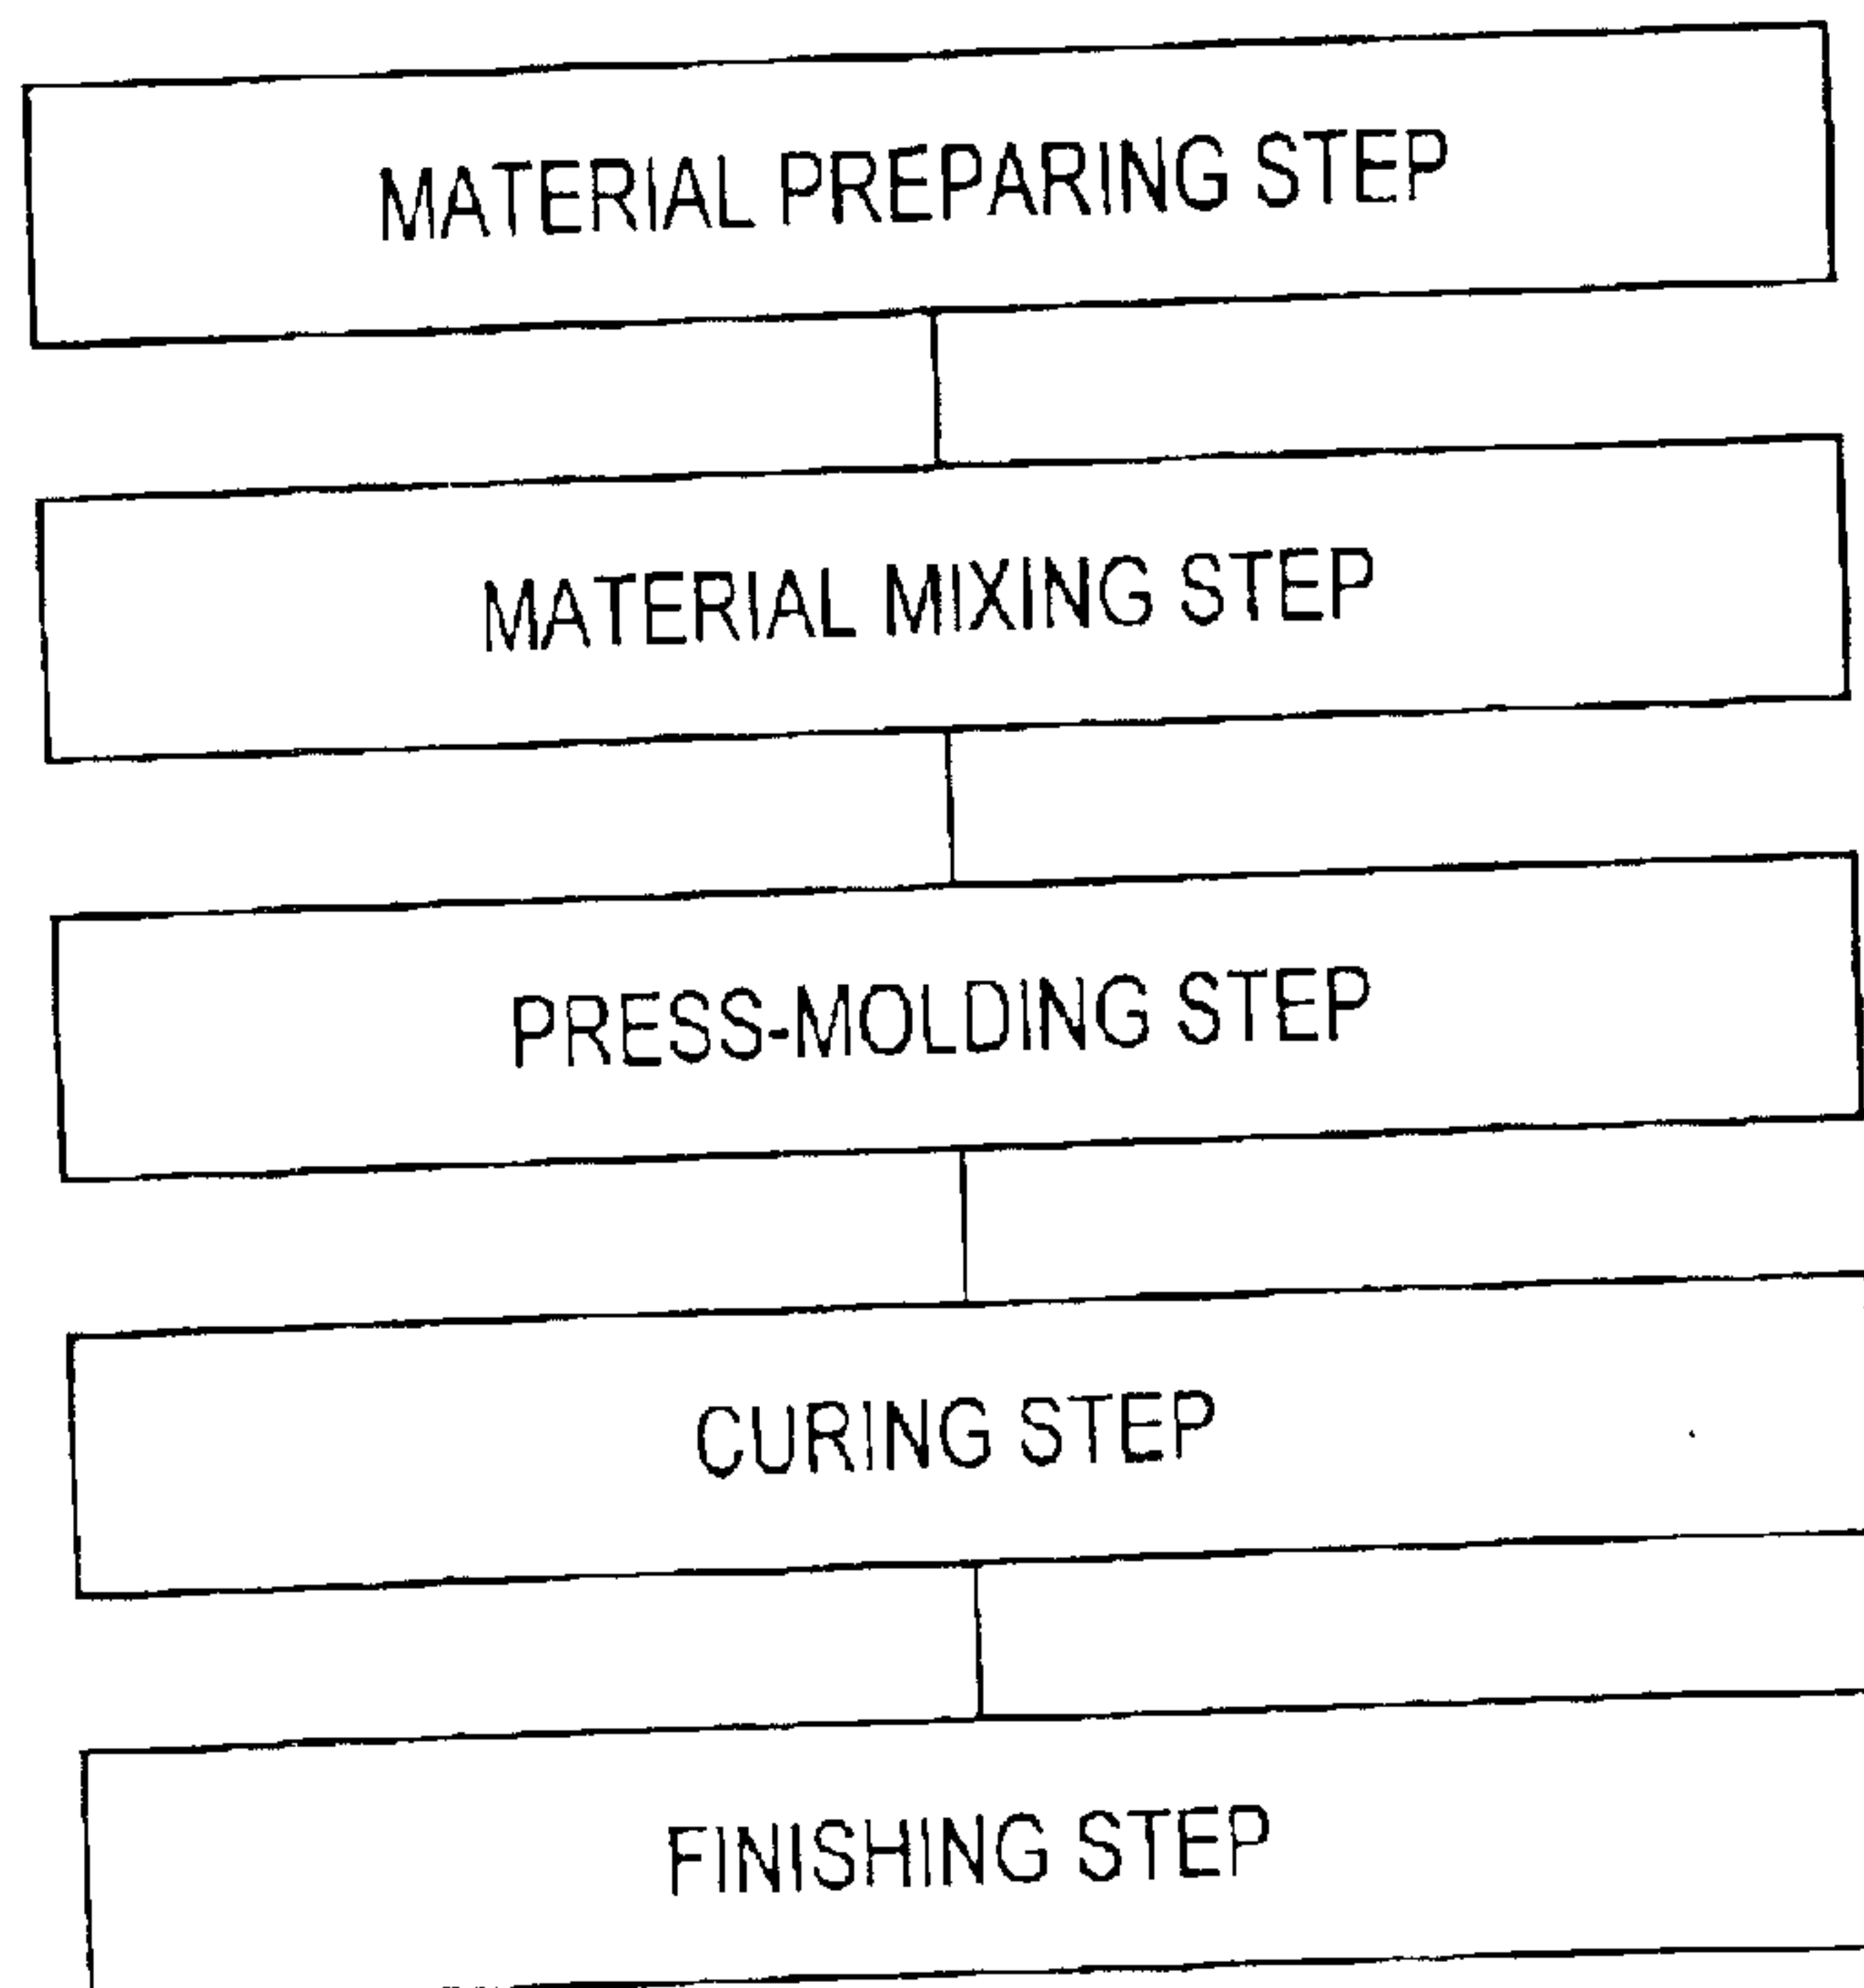 MATERIAL PREPARING STEP
MATERIAL MIXING STEP
PRESS-MOLDING STEP
CURING STEP
FINISHING STEP